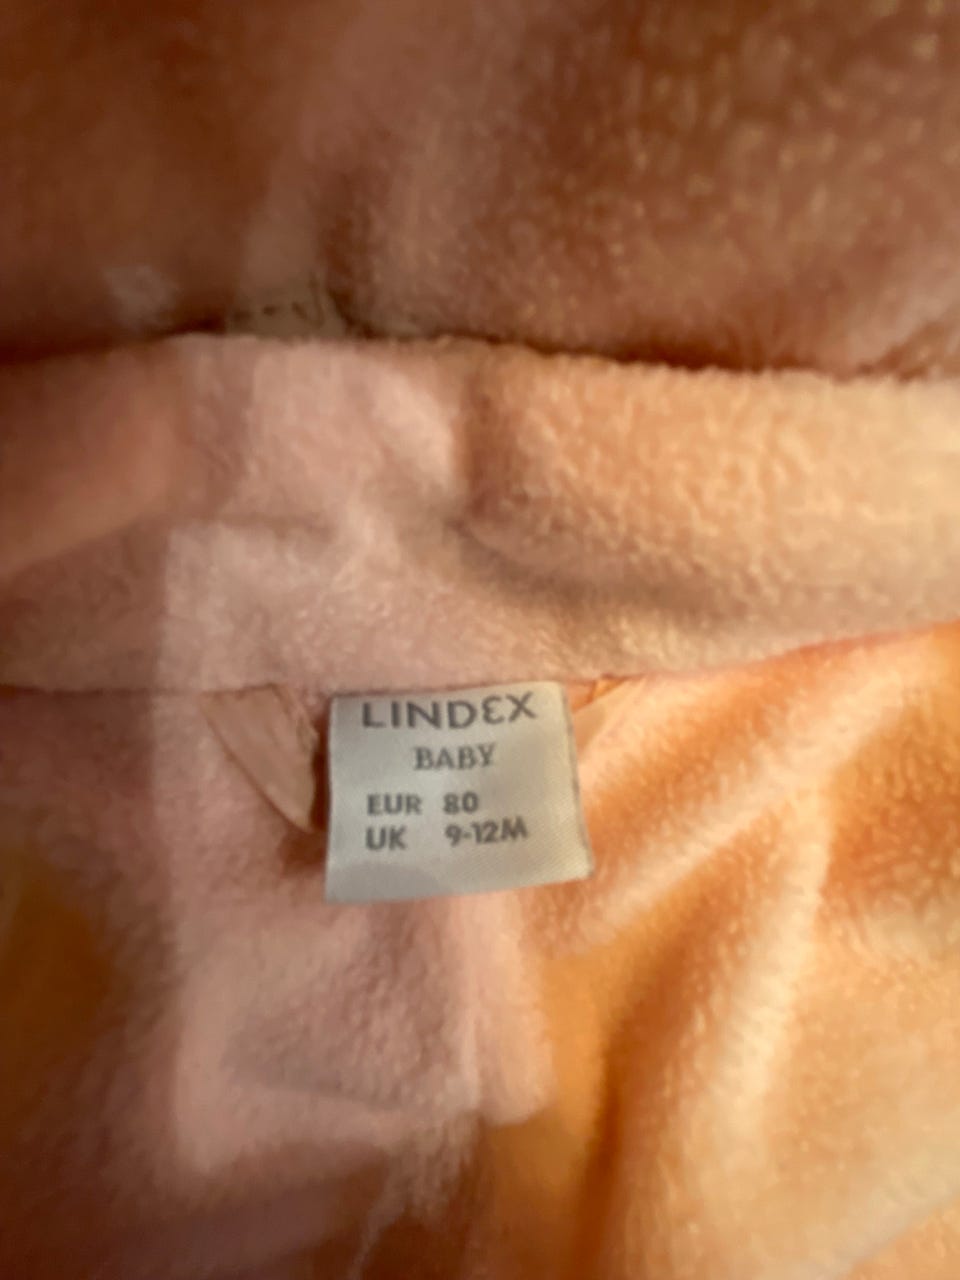 LINDEX
BABY
EUR 80
UK 9-12M